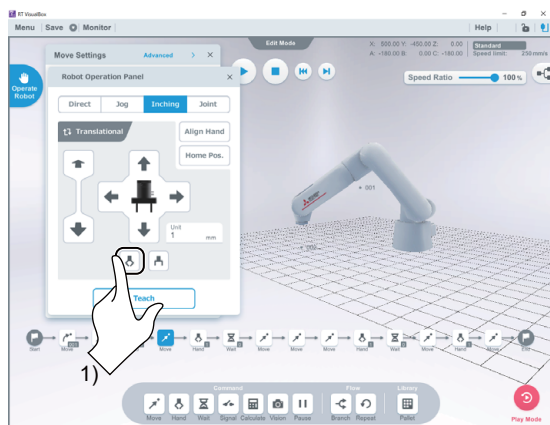 RT VisualBox
Menu Save Monitor Help
Edit Mode
X: 500.00 Y: -450.00 Z: 0.00
A: -180.00 B: 0.00 C: -180.00
Standard
Speed limit: 250mm/s
Move Settings Advanced > ×
Operate
Robot
Robot Operation Panel ×
Speed Ratio 100 %
Direct Jog Inching Joint
Translational
Align Hand
Home Pos.
001
Unit
1 mm
Teach
Start Move Move Hand Wait Move Move Move Hand Wait Move Hand Move End
1)
Command Flow Library
Move Hand Wait Signal Calculate Vision Pause Branch Repeat Pallet
Play Mode